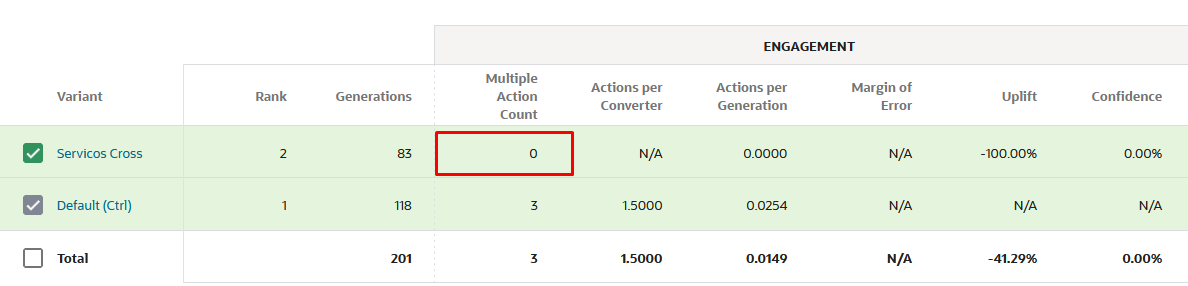 ENGAGEMENT
Variant Rank Generations Multiple Action Count Actions per Converter Actions per Generation Margin of Error Uplift Confidence
Servicos Cross 2 83 0 N/A 0.0000 N/A -100.00% 0.00%
Default (Ctrl) 1 118 3 1.5000 0.0254 N/A N/A N/A
Total 201 3 1.5000 0.0149 N/A -41.29% 0.00%